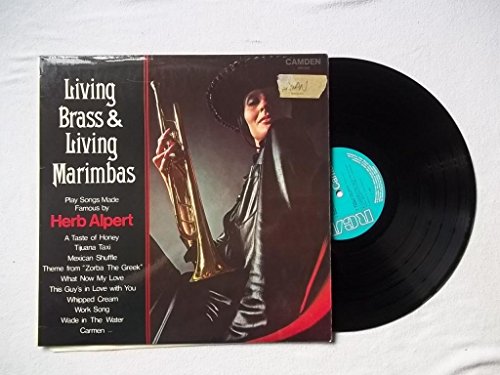 Living
Brass &
Living
Marimbas
Play Songs Made
Famous by
Herb Alpert
A Taste of Honey
Tijuana Taxi
Mexican Shuffle
Theme from "Zorba The Greek"
What Now My Love
This Guy's in Love with You
Whipped Cream
Work Song
Wade in The Water
Carmen
CAMDEN